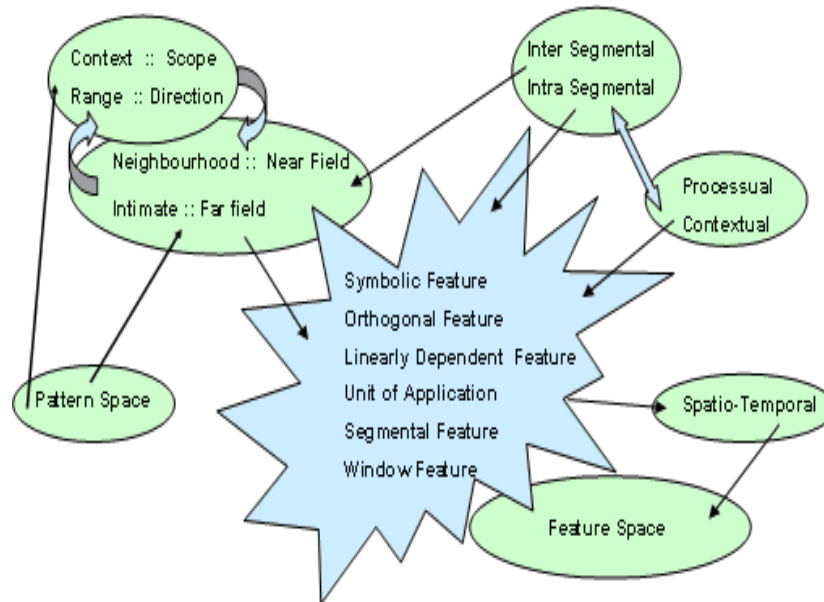 Context :: Scope
Range :: Direction
Neighbourhood :: Near Field
Intimate :: Far field
Inter Segmental
Intra Segmental
Processual
Contextual
Symbolic Feature
Orthogonal Feature
Linearly Dependent Feature
Unit of Application
Segmental Feature
Window Feature
Pattern Space
Spatio-Temporal
Feature Space